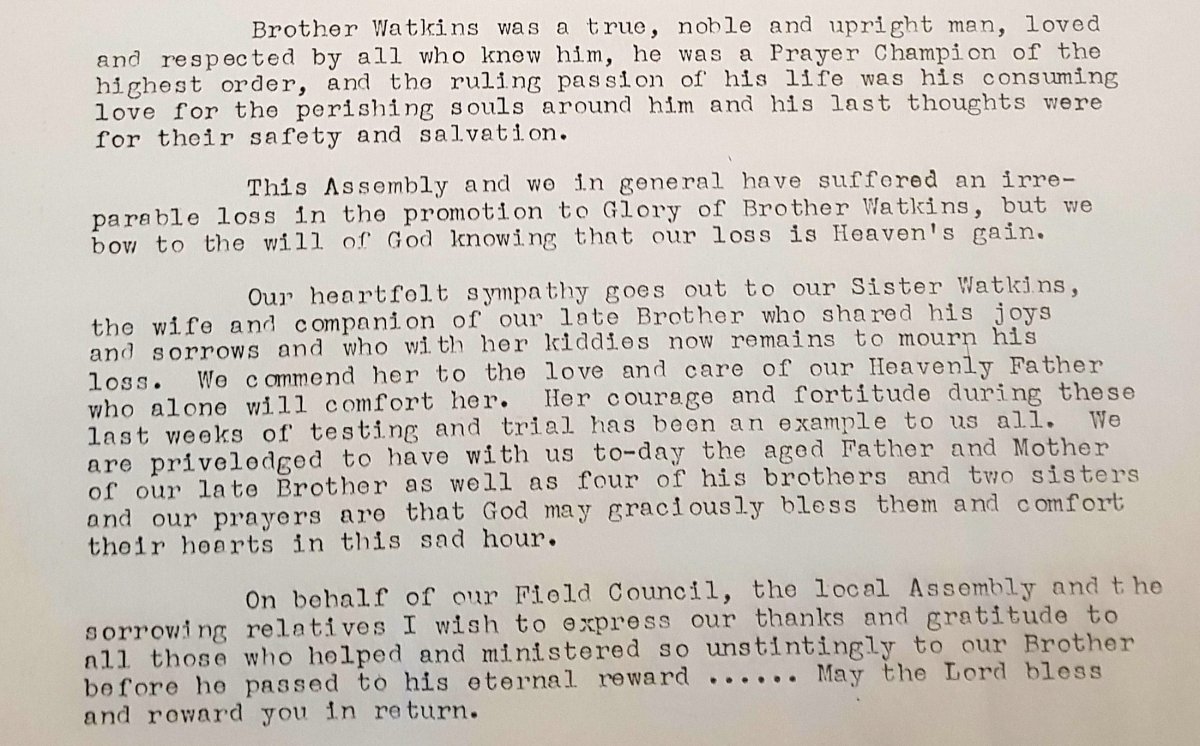 Brother Watkins was a true, noble and upright man, loved
and respected by all who knew him, he was a Prayer Champion of the
highest order, and the ruling passion of his life was his consuming
love for the perishing souls around him and his last thoughts were
for their safety and salvation.
This Assembly and we in general have suffered an irre-
parable loss in the promotion to Glory of Brother Watkins, but we
bow to the will of God knowing that our loss is Heaven's gain.
Our heartfelt sympathy goes out to our Sister Watkins,
the wife and companion of our late Brother who shared his joys
and sorrows and who with her kiddies now remains to mourn his
loss. We commend her to the love and care of our Heavenly Father
who alone will comfort her. Her courage and fortitude during these
last weeks of testing and trial has been an example to us all. We
are priveledged to have with us to-day the aged Father and Mother
of our late Brother as well as four of his brothers and two sisters
and our prayers are that God may graciously bless them and comfort
their hearts in this sad hour.
On behalf of our Field Council, the local Assembly and the
sorrowing relatives I wish to express our thanks and gratitude to
all those who helped and ministered so unstintingly to our Brother
before he passed to his eternal reward ...... May the Lord bless
and reward you in return.